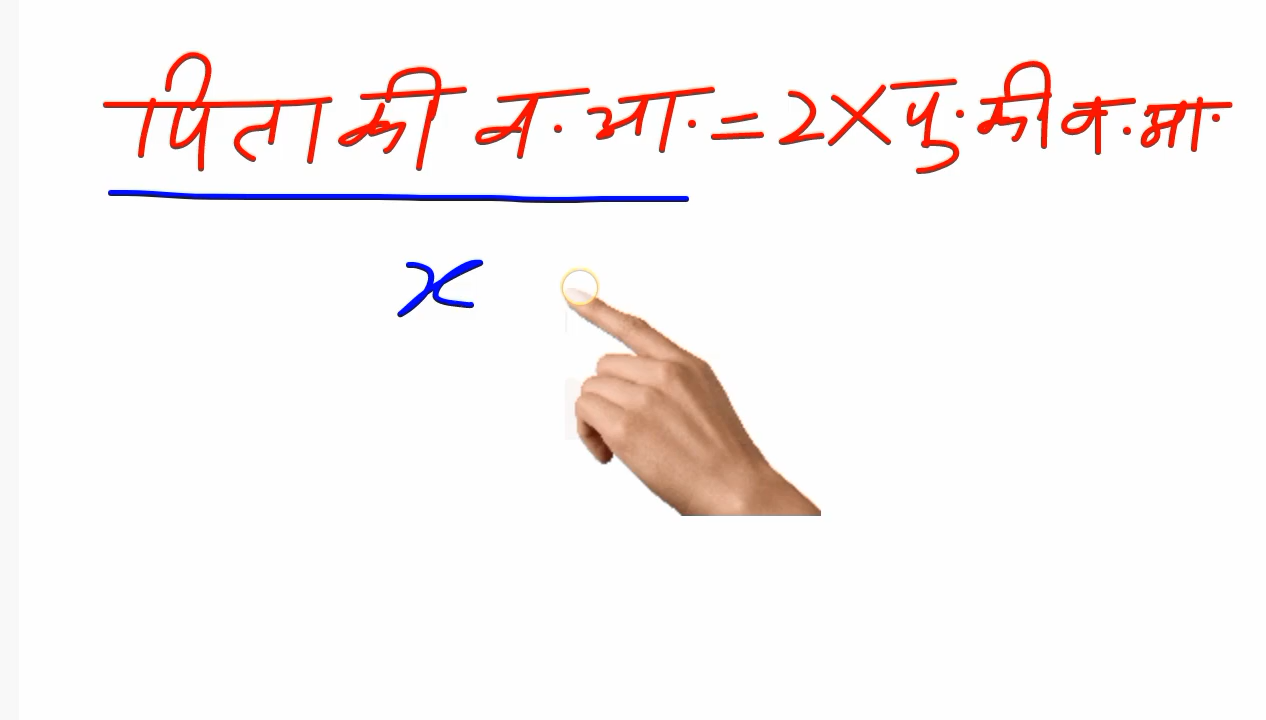 पिता की व. आ. = 2 X पु. की व. आ.
x